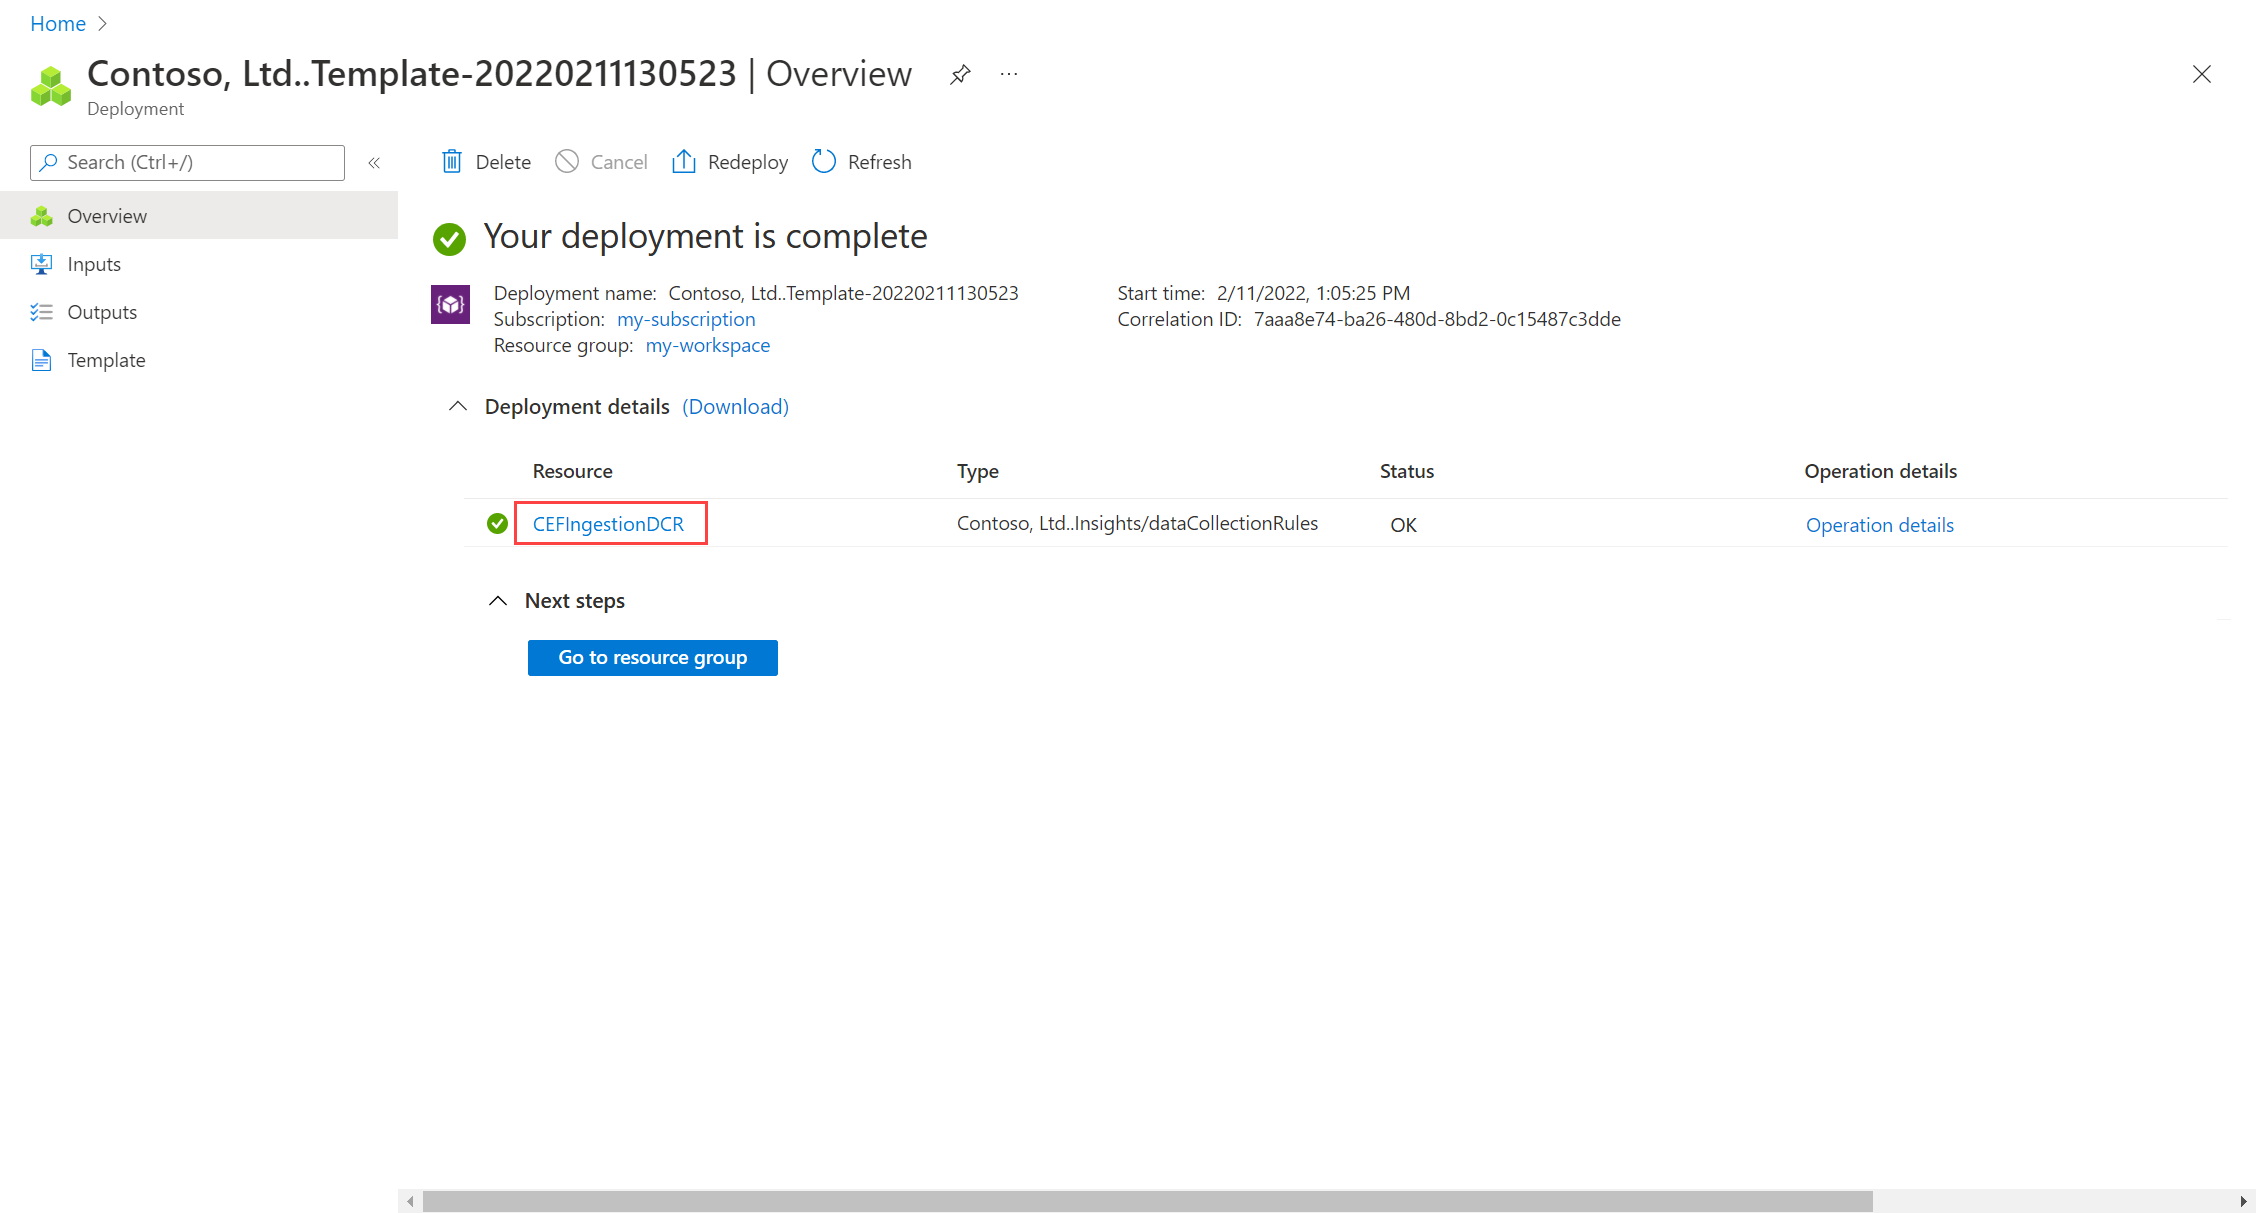 Home
Contoso, Ltd..Template-20220211130523 | Overview
Deployment
Search (Ctrl+/)
Delete
Cancel
Redeploy
Refresh
Overview
Inputs
Outputs
Template
Your deployment is complete
Deployment name: Contoso, Ltd..Template-20220211130523
Subscription: my-subscription
Resource group: my-workspace
Start time: 2/11/2022, 1:05:25 PM
Correlation ID: 7aaa8e74-ba26-480d-8bd2-0c15487c3dde
Deployment details (Download)
Resource Type Status Operation details
CEFIngestionDCR Contoso, Ltd..Insights/dataCollectionRules OK Operation details
Next steps
Go to resource group